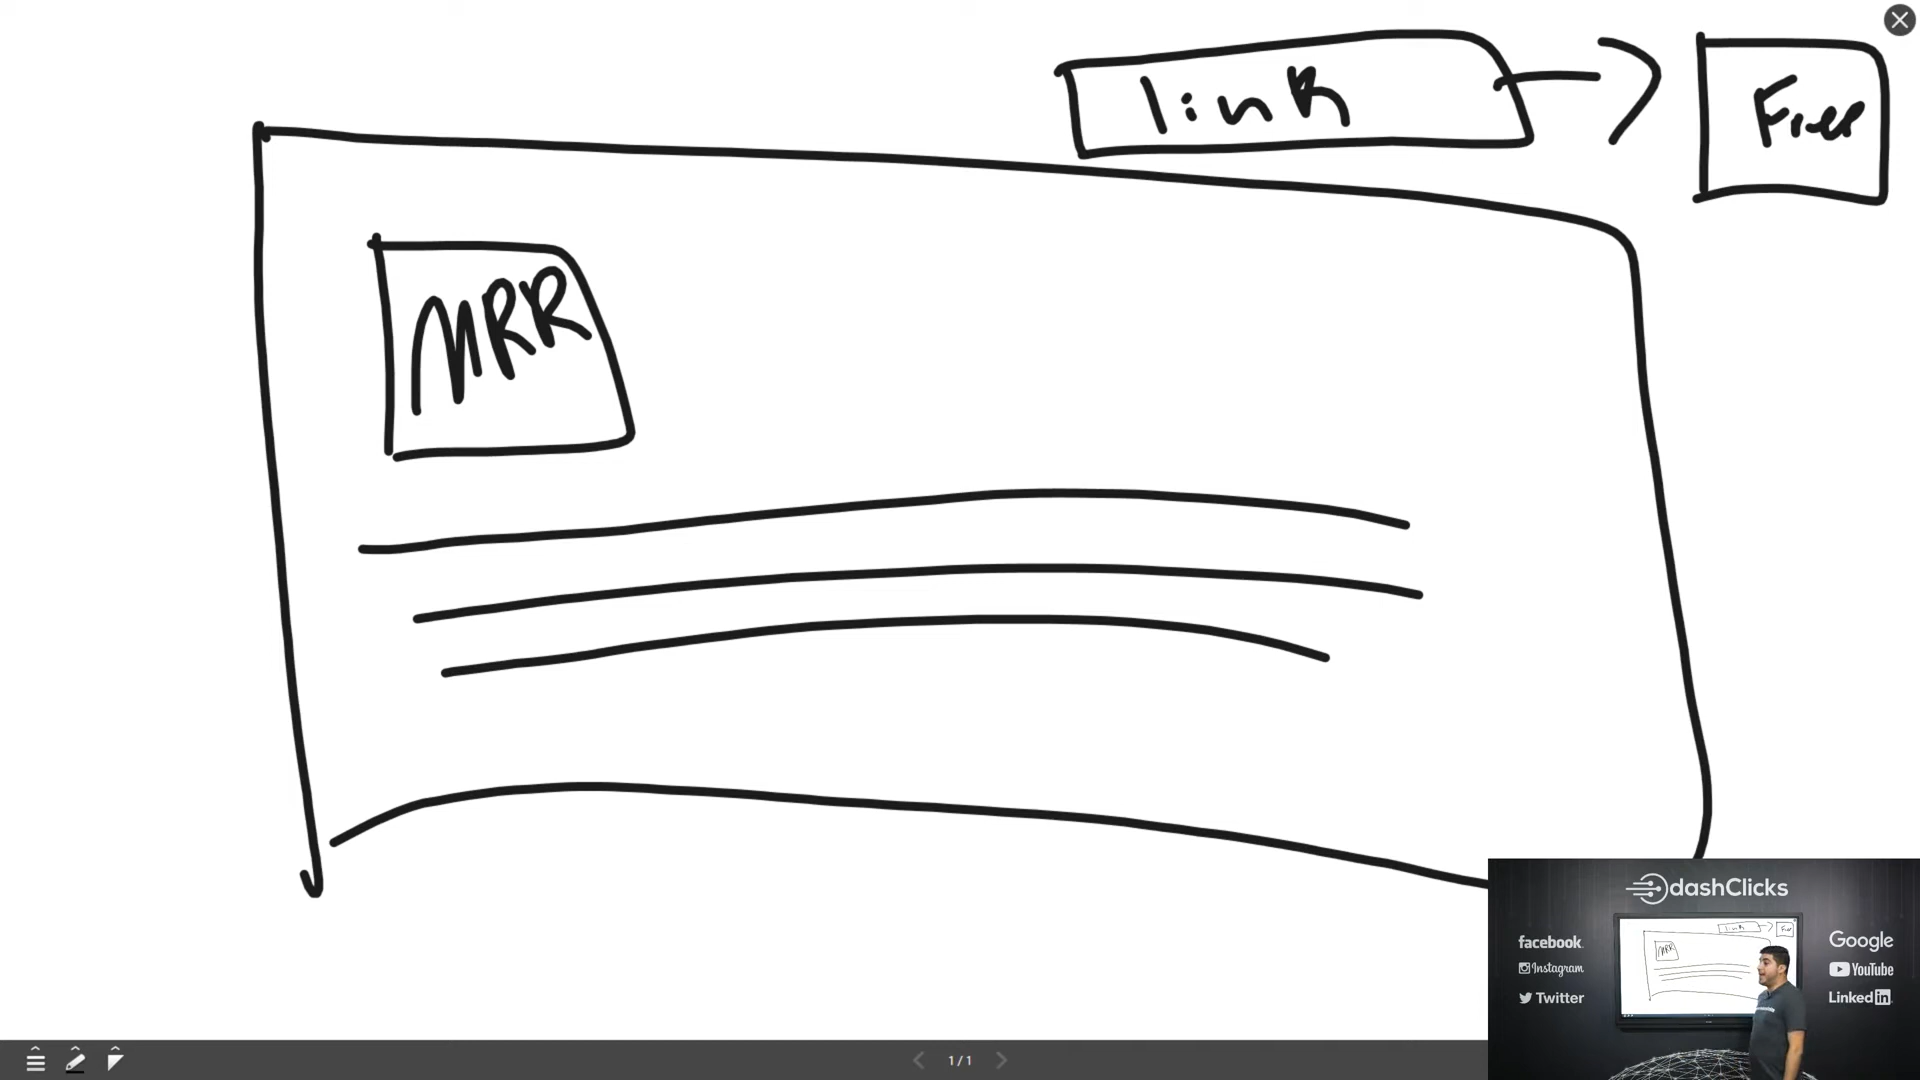 link
Free
MRR
dashClicks
facebook
Google
Instagram
YouTube
Twitter
Linked in
1 / 1